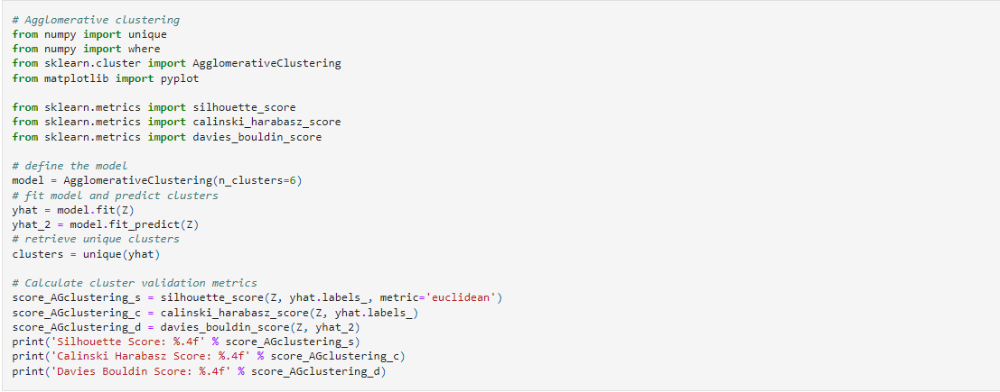 # Agglomerative clustering
from numpy import unique
from numpy import where
from sklearn.cluster import AgglomerativeClustering
from matplotlib import pyplot
from sklearn.metrics import silhouette_score
from sklearn.metrics import calinski_harabasz_score
from sklearn.metrics import davies_bouldin_score
# define the model
model = AgglomerativeClustering(n_clusters=6)
# fit model and predict clusters
yhat = model.fit(Z)
yhat_2 = model.fit_predict(Z)
# retrieve unique clusters
clusters = unique(yhat)
# Calculate cluster validation metrics
score_AGclustering_s = silhouette_score(Z, yhat.labels_, metric='euclidean')
score_AGclustering_c = calinski_harabasz_score(Z, yhat.labels_)
score_AGclustering_d = davies_bouldin_score(Z, yhat_2)
print('Silhouette Score: %.4f' % score_AGclustering_s)
print('Calinski Harabasz Score: %.4f' % score_AGclustering_c)
print('Davies Bouldin Score: %.4f' % score_AGclustering_d)